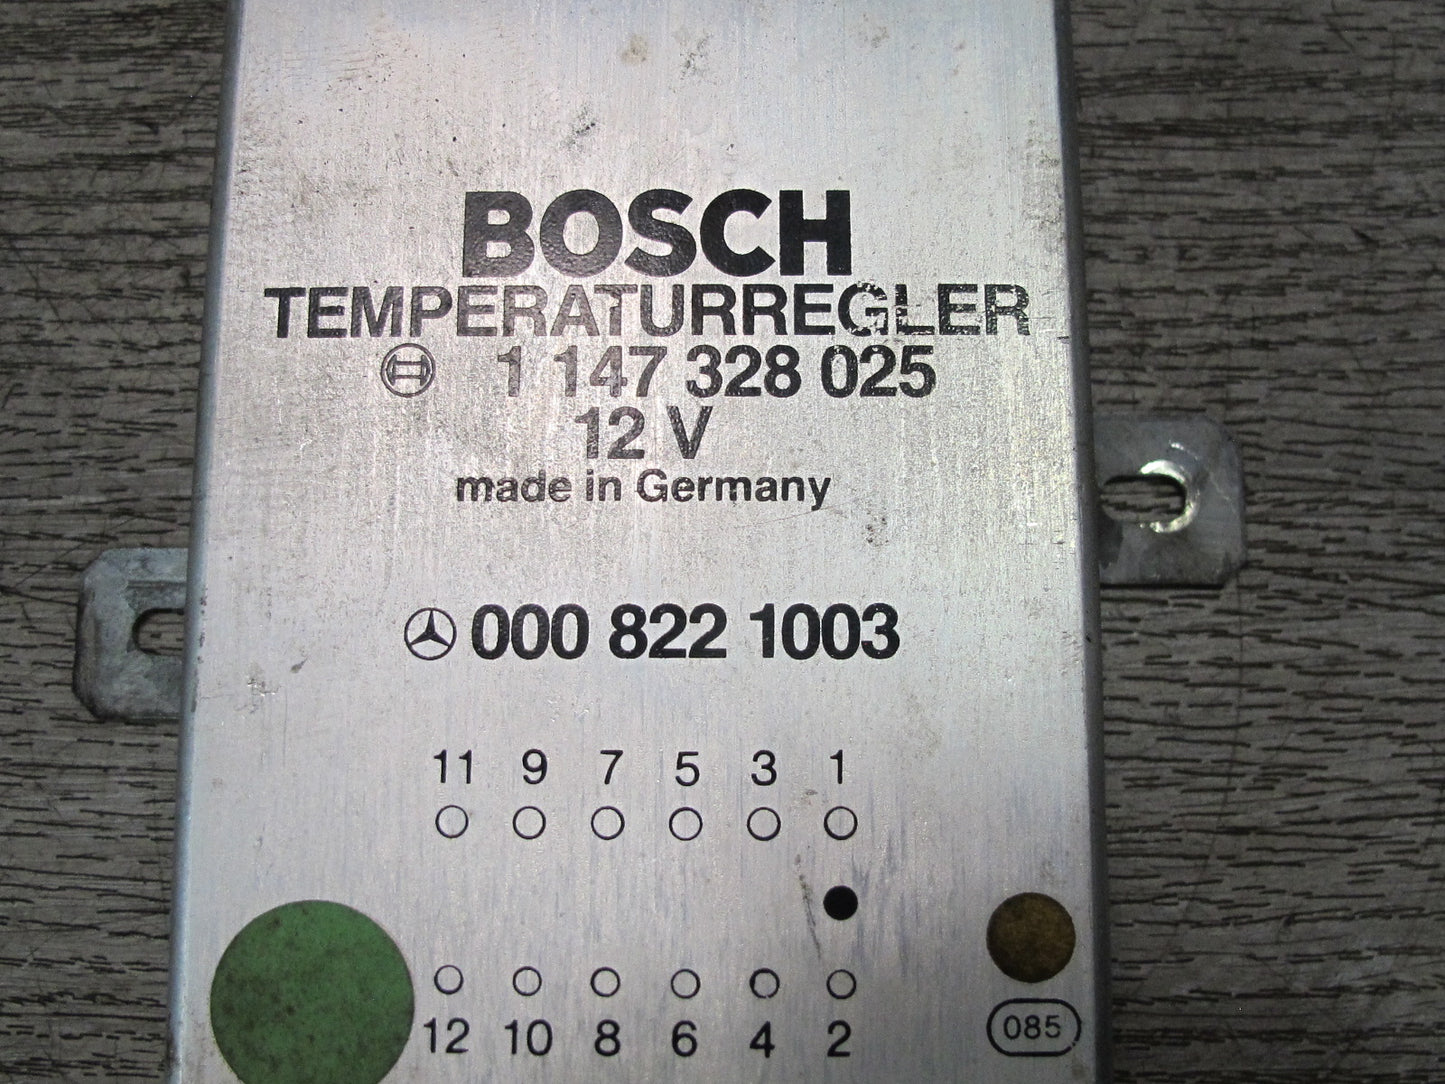 BOSCH
TEMPERATURREGLER
1 147 328 025
12 V
made in Germany
000 822 1003
11 9 7 5 3 1
12 10 8 6 4 2
085